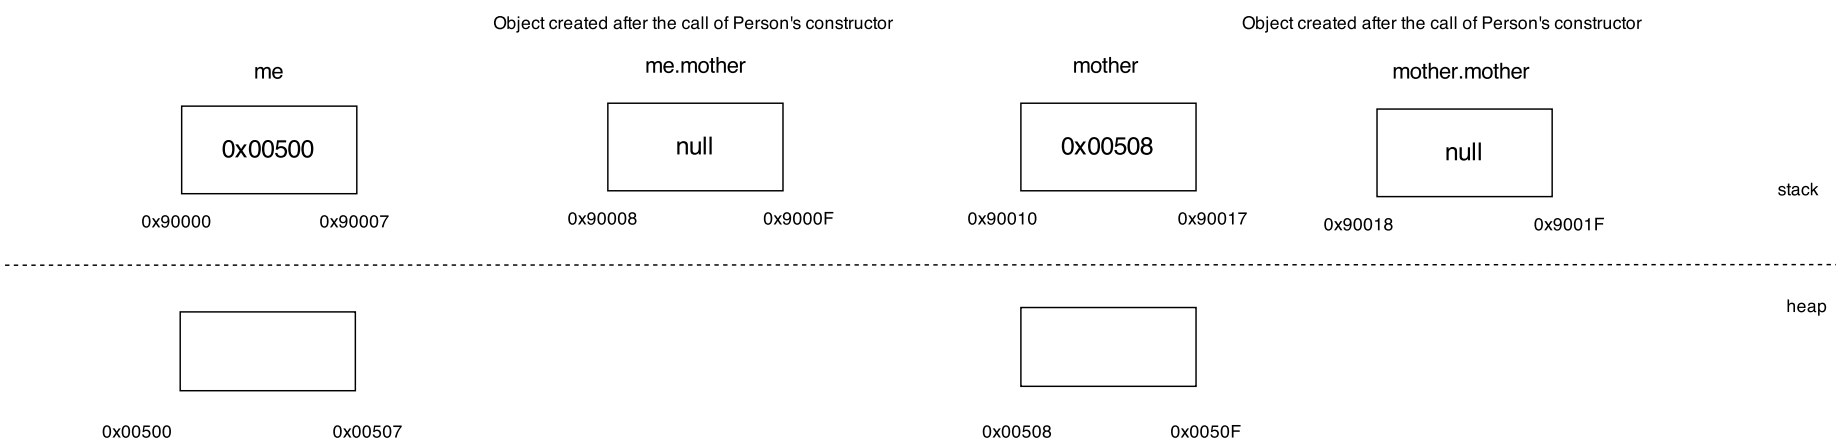 Object created after the call of Person's constructor
Object created after the call of Person's constructor
me
me.mother
mother
mother.mother
0x00500
null
0x00508
null
stack
0x90000
0x90007
0x90008
0x9000F
0x90010
0x90017
0x90018
0x9001F
heap
0x00500
0x00507
0x00508
0x0050F